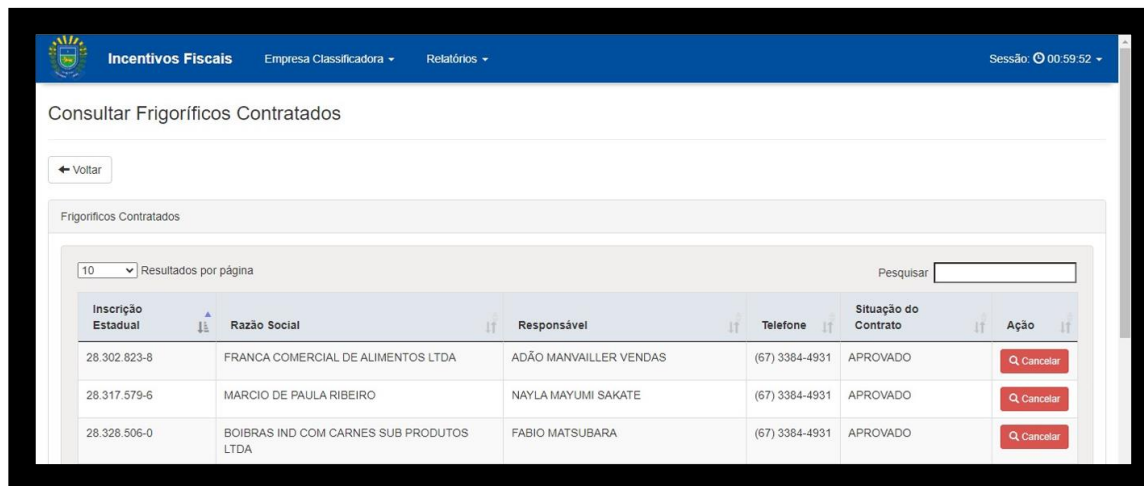 Incentivos Fiscais Empresa Classificadora Relatórios Sessão: 00:59:52
Consultar Frigoríficos Contratados
Voltar
Frigorificos Contratados
10 Resultados por página Pesquisar
Inscrição Estadual Razão Social Responsável Telefone Situação do Contrato Ação
28.302.823-8 FRANCA COMERCIAL DE ALIMENTOS LTDA ADÃO MANVAILLER VENDAS (67) 3384-4931 APROVADO Cancelar
28.317.579-6 MARCIO DE PAULA RIBEIRO NAYLA MAYUMI SAKATE (67) 3384-4931 APROVADO Cancelar
28.328.506-0 BOIBRAS IND COM CARNES SUB PRODUTOS FABIO MATSUBARA (67) 3384-4931 APROVADO Cancelar
LTDA